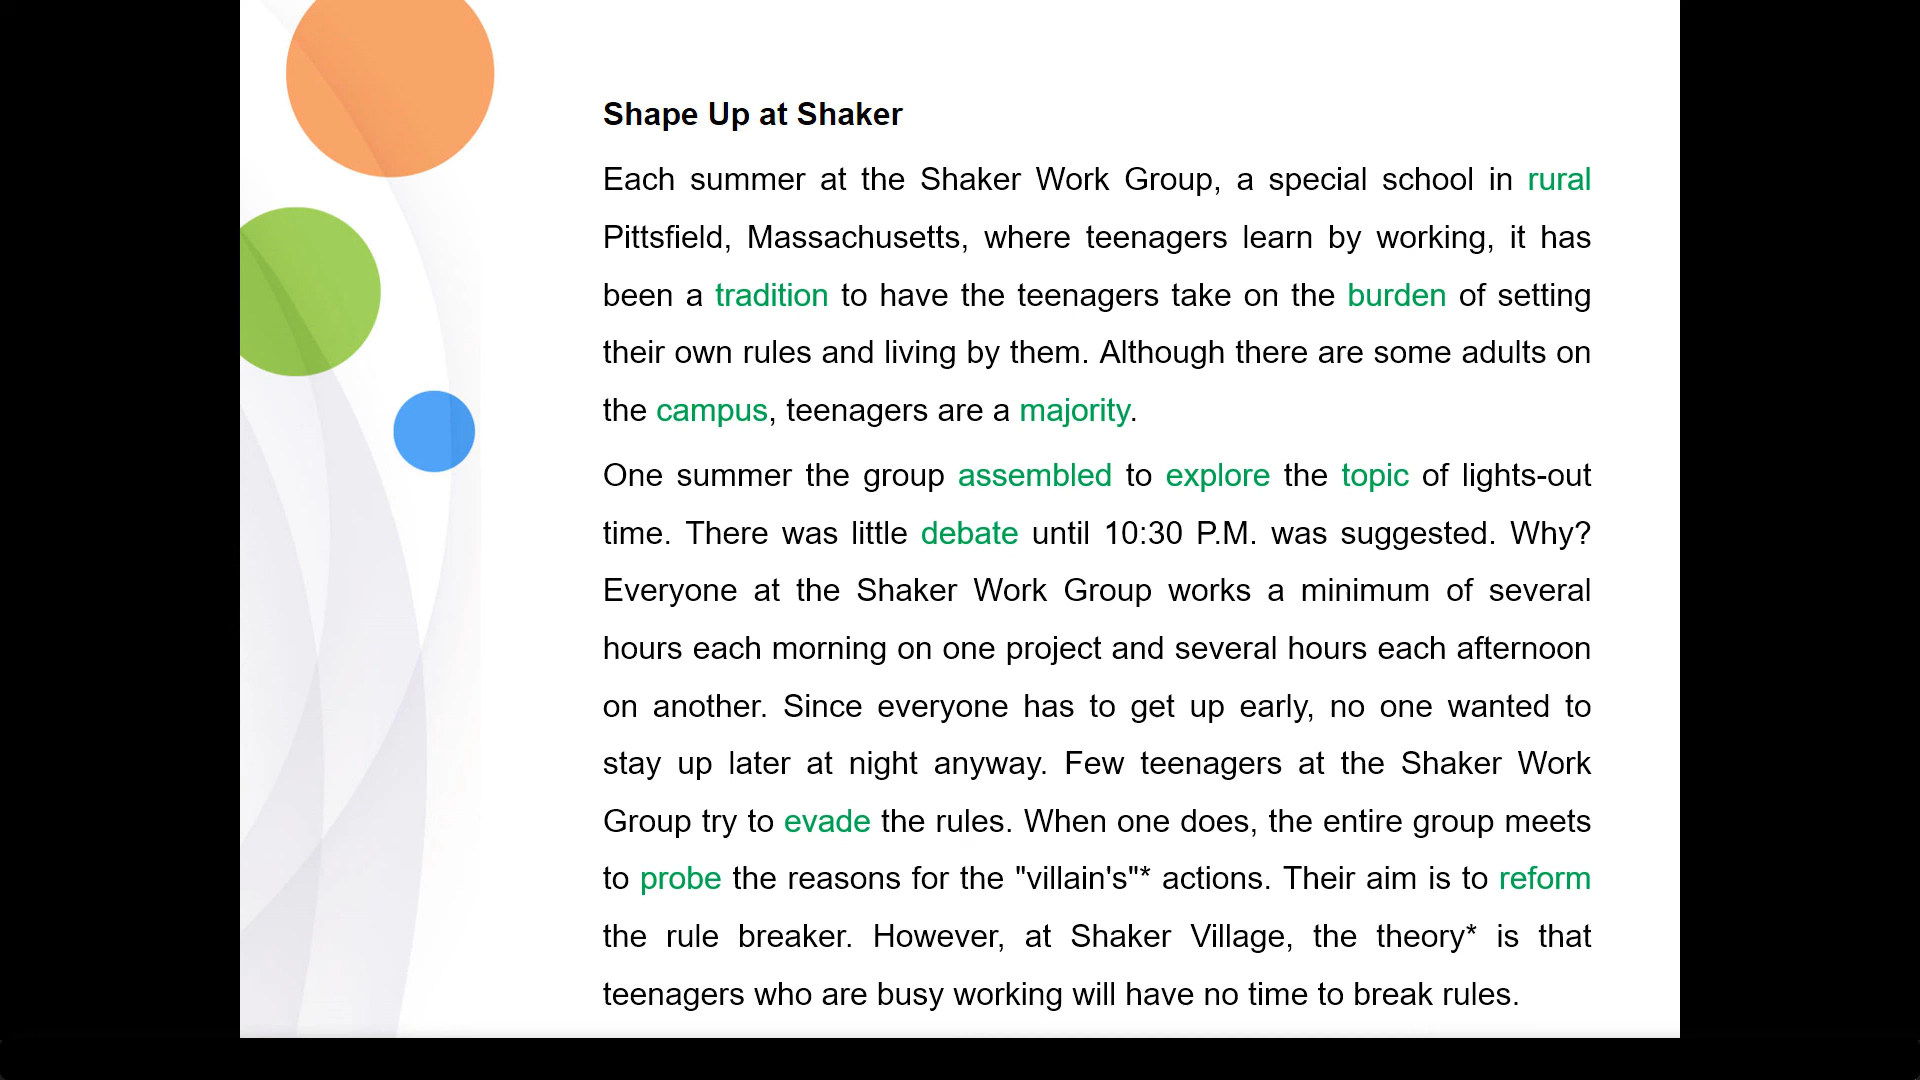 Shape Up at Shaker
Each summer at the Shaker Work Group, a special school in rural
Pittsfield, Massachusetts, where teenagers learn by working, it has
been a tradition to have the teenagers take on the burden of setting
their own rules and living by them. Although there are some adults on
the campus, teenagers are a majority.
One summer the group assembled to explore the topic of lights-out
time. There was little debate until 10:30 P.M. was suggested. Why?
Everyone at the Shaker Work Group works a minimum of several
hours each morning on one project and several hours each afternoon
on another. Since everyone has to get up early, no one wanted to
stay up later at night anyway. Few teenagers at the Shaker Work
Group try to evade the rules. When one does, the entire group meets
to probe the reasons for the "villain's"* actions. Their aim is to reform
the rule breaker. However, at Shaker Village, the theory* is that
teenagers who are busy working will have no time to break rules.